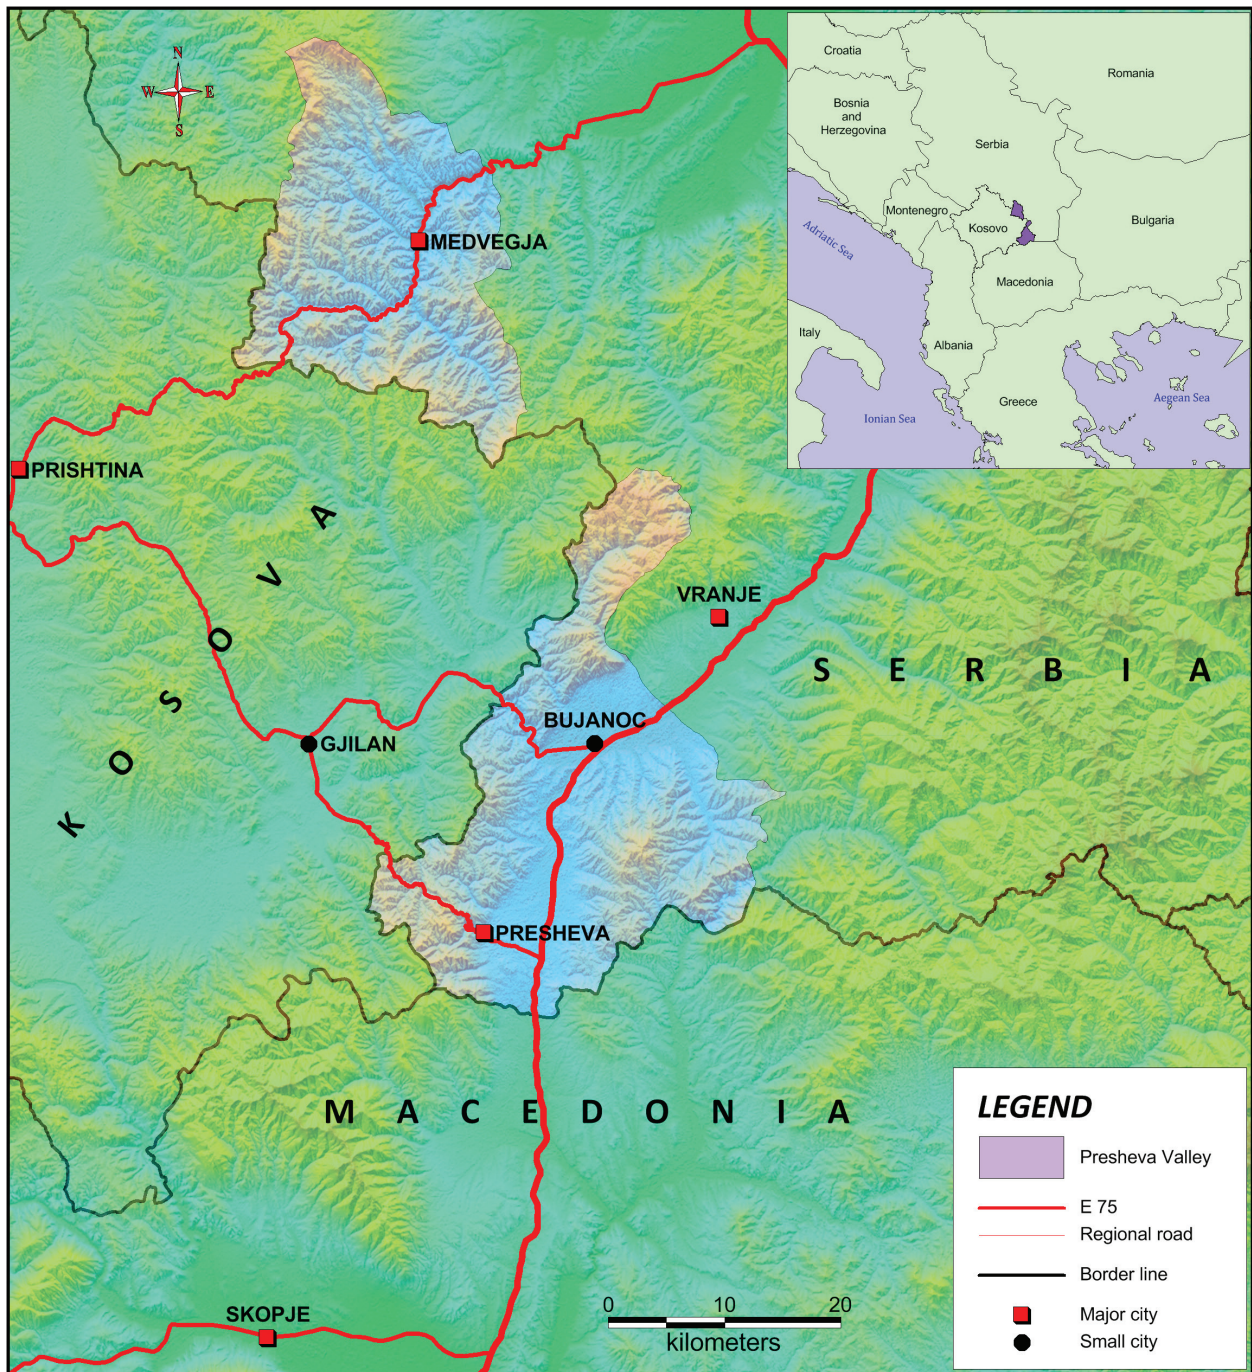 N
W E
S
MEDVEGJA
PRISHTINA
K O S O V A
VRANJE
S E R B I A
BUJANOC
GJILAN
PRESHEVA
M A C E D O N I A
SKOPJE
0 10 20
kilometers
Croatia
Romania
Bosnia
and
Herzegovina
Serbia
Montenegro
Bulgaria
Kosovo
Adriatic Sea
Macedonia
Italy
Albania
Greece
Aegean Sea
Ionian Sea
LEGEND
Presheva Valley
E 75
Regional road
Border line
Major city
Small city